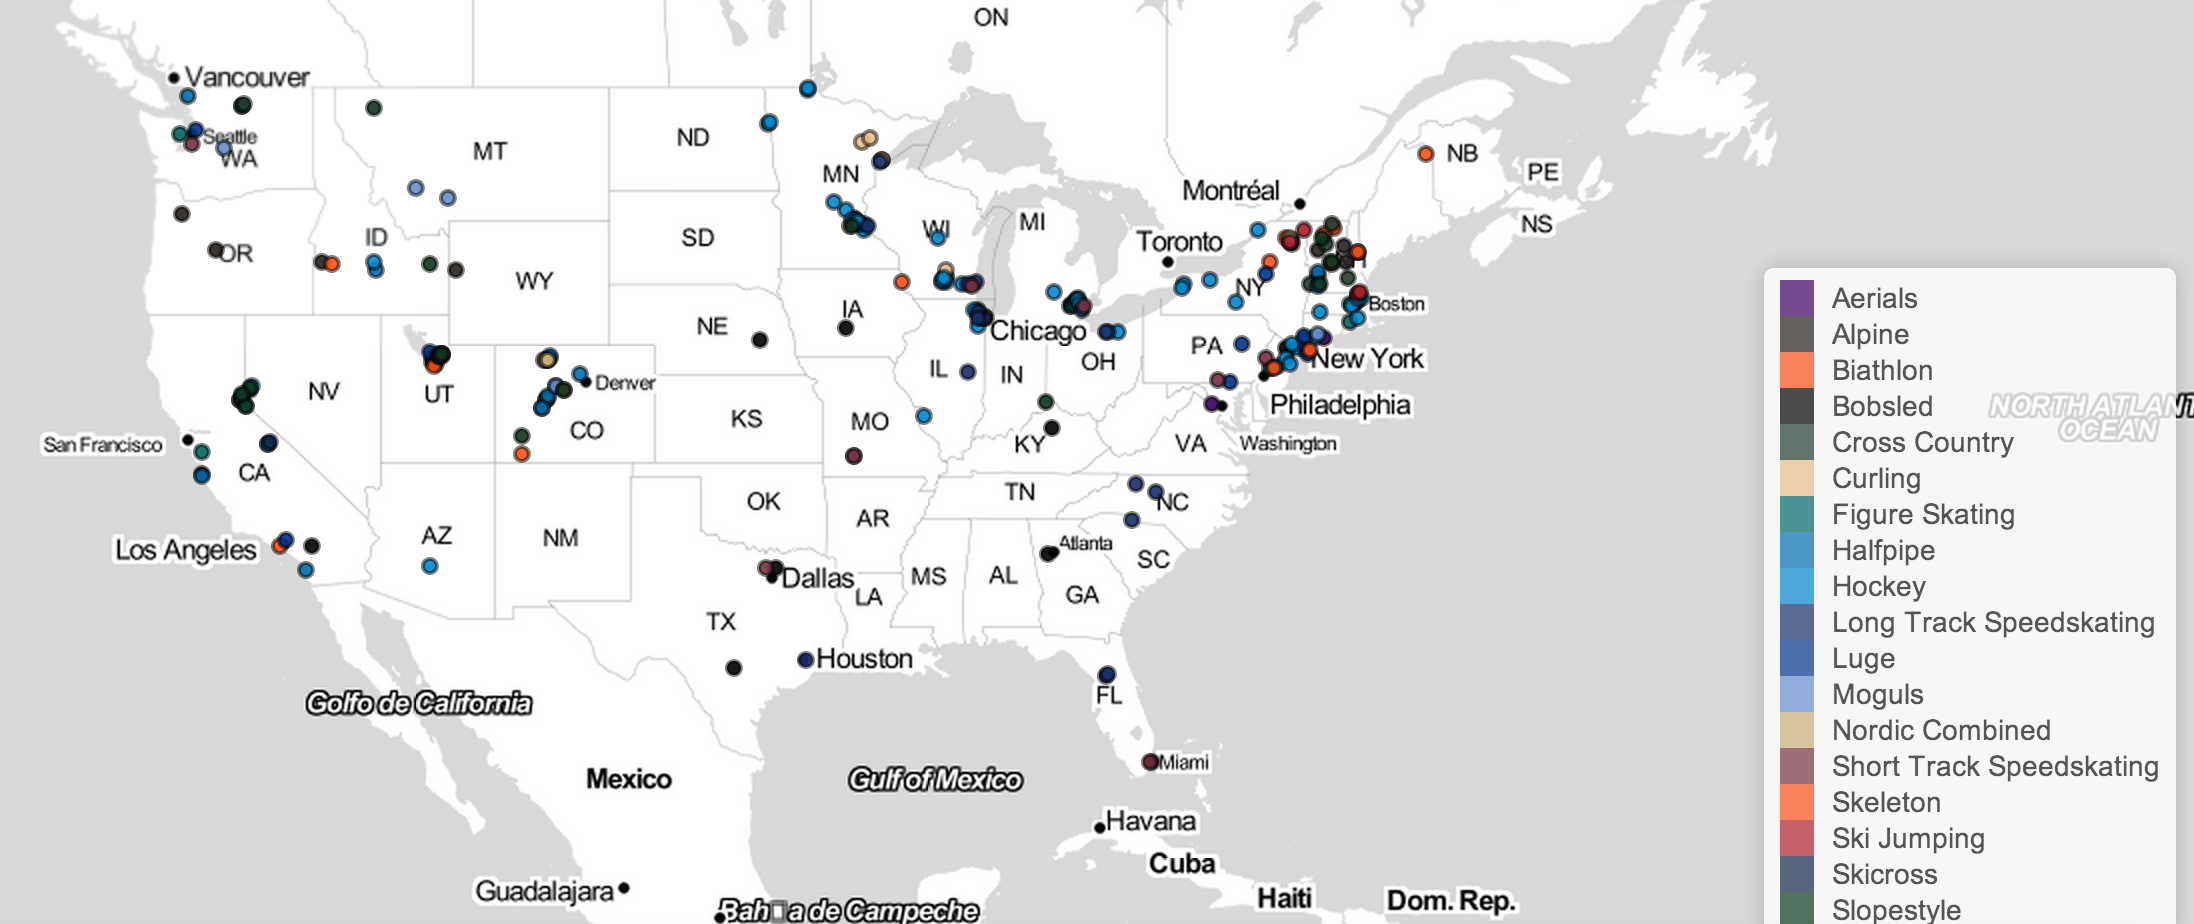 ON
Vancouver
Seattle
WA
MT
ND
MN
NB
PE
Montréal
NS
OR
ID
SD
WI
MI
Toronto
WY
NY
Boston
NE
IA
Chicago
PA
New York
NV
UT
Denver
IL
IN
OH
CO
KS
MO
KY
VA
Philadelphia
Washington
San Francisco
CA
NORTH ATLANT
OCEAN
Los Angeles
AZ
NM
OK
AR
TN
NC
Atlanta
SC
Dallas
LA
MS
AL
GA
TX
Houston
FL
Golfo de California
Mexico
Gulf of Mexico
Miami
Havana
Cuba
Guadalajara
Haiti
Dom. Rep.
Bah▯a de Campeche
Aerials
Alpine
Biathlon
Bobsled
Cross Country
Curling
Figure Skating
Halfpipe
Hockey
Long Track Speedskating
Luge
Moguls
Nordic Combined
Short Track Speedskating
Skeleton
Ski Jumping
Skicross
Slopestyle